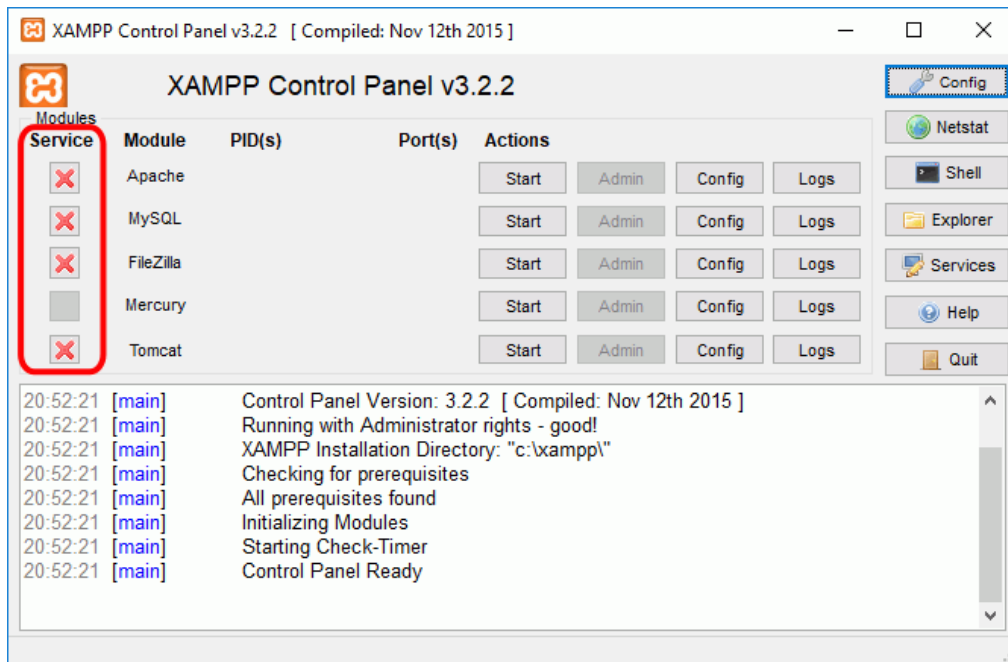 XAMPP Control Panel v3.2.2 [ Compiled: Nov 12th 2015 ]
XAMPP Control Panel v3.2.2
Modules
Service Module PID(s) Port(s) Actions
Apache Start Admin Config Logs
MySQL Start Admin Config Logs
FileZilla Start Admin Config Logs
Mercury Start Admin Config Logs
Tomcat Start Admin Config Logs
Config
Netstat
Shell
Explorer
Services
Help
Quit
20:52:21 [main] Control Panel Version: 3.2.2 [ Compiled: Nov 12th 2015 ]
20:52:21 [main] Running with Administrator rights - good!
20:52:21 [main] XAMPP Installation Directory: "c:\xampp\"
20:52:21 [main] Checking for prerequisites
20:52:21 [main] All prerequisites found
20:52:21 [main] Initializing Modules
20:52:21 [main] Starting Check-Timer
20:52:21 [main] Control Panel Ready